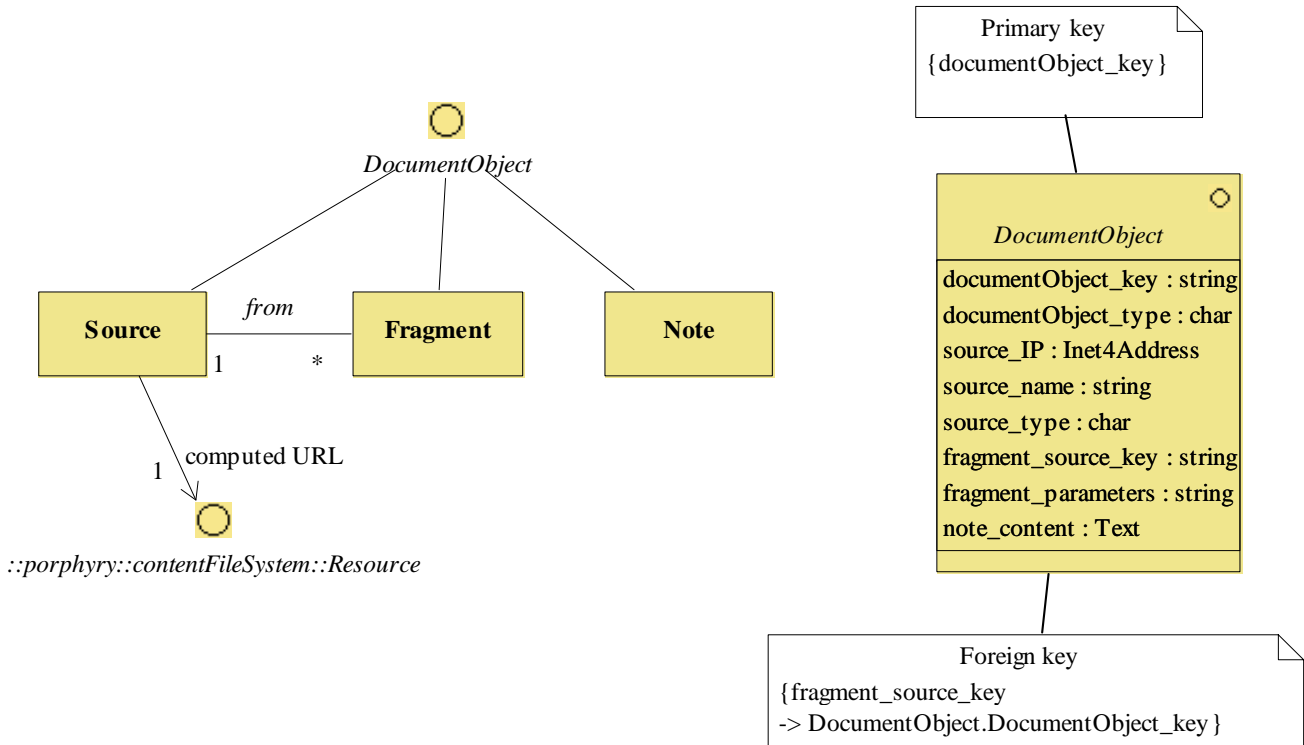 DocumentObject
Source
from
Fragment
Note
1
*
computed URL
1
::porphyry::contentFileSystem::Resource
Primary key
{documentObject_key}
DocumentObject
documentObject_key : string
documentObject_type : char
source_IP : Inet4Address
source_name : string
source_type : char
fragment_source_key : string
fragment_parameters : string
note_content : Text
Foreign key
{fragment_source_key
-> DocumentObject.DocumentObject_key}